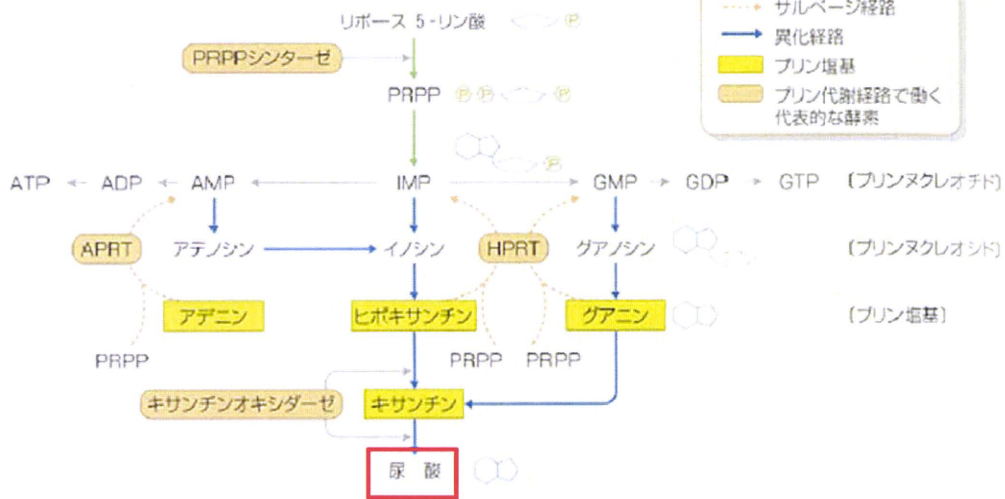 サルベージ経路
異化経路
プリン塩基
プリン代謝経路で働く
代表的な酵素
リボース 5-リン酸 P
PRPPシンターゼ
PRPP P P P
P
ATP ADP AMP IMP GMP GDP GTP (プリンヌクレオチド)
APRT アデノシン イノシン HPRT グアノシン (プリンヌクレオシド)
アデニン ヒポキサンチン グアニン (プリン塩基)
PRPP PRPP PRPP
キサンチンオキシダーゼ キサンチン
尿 酸